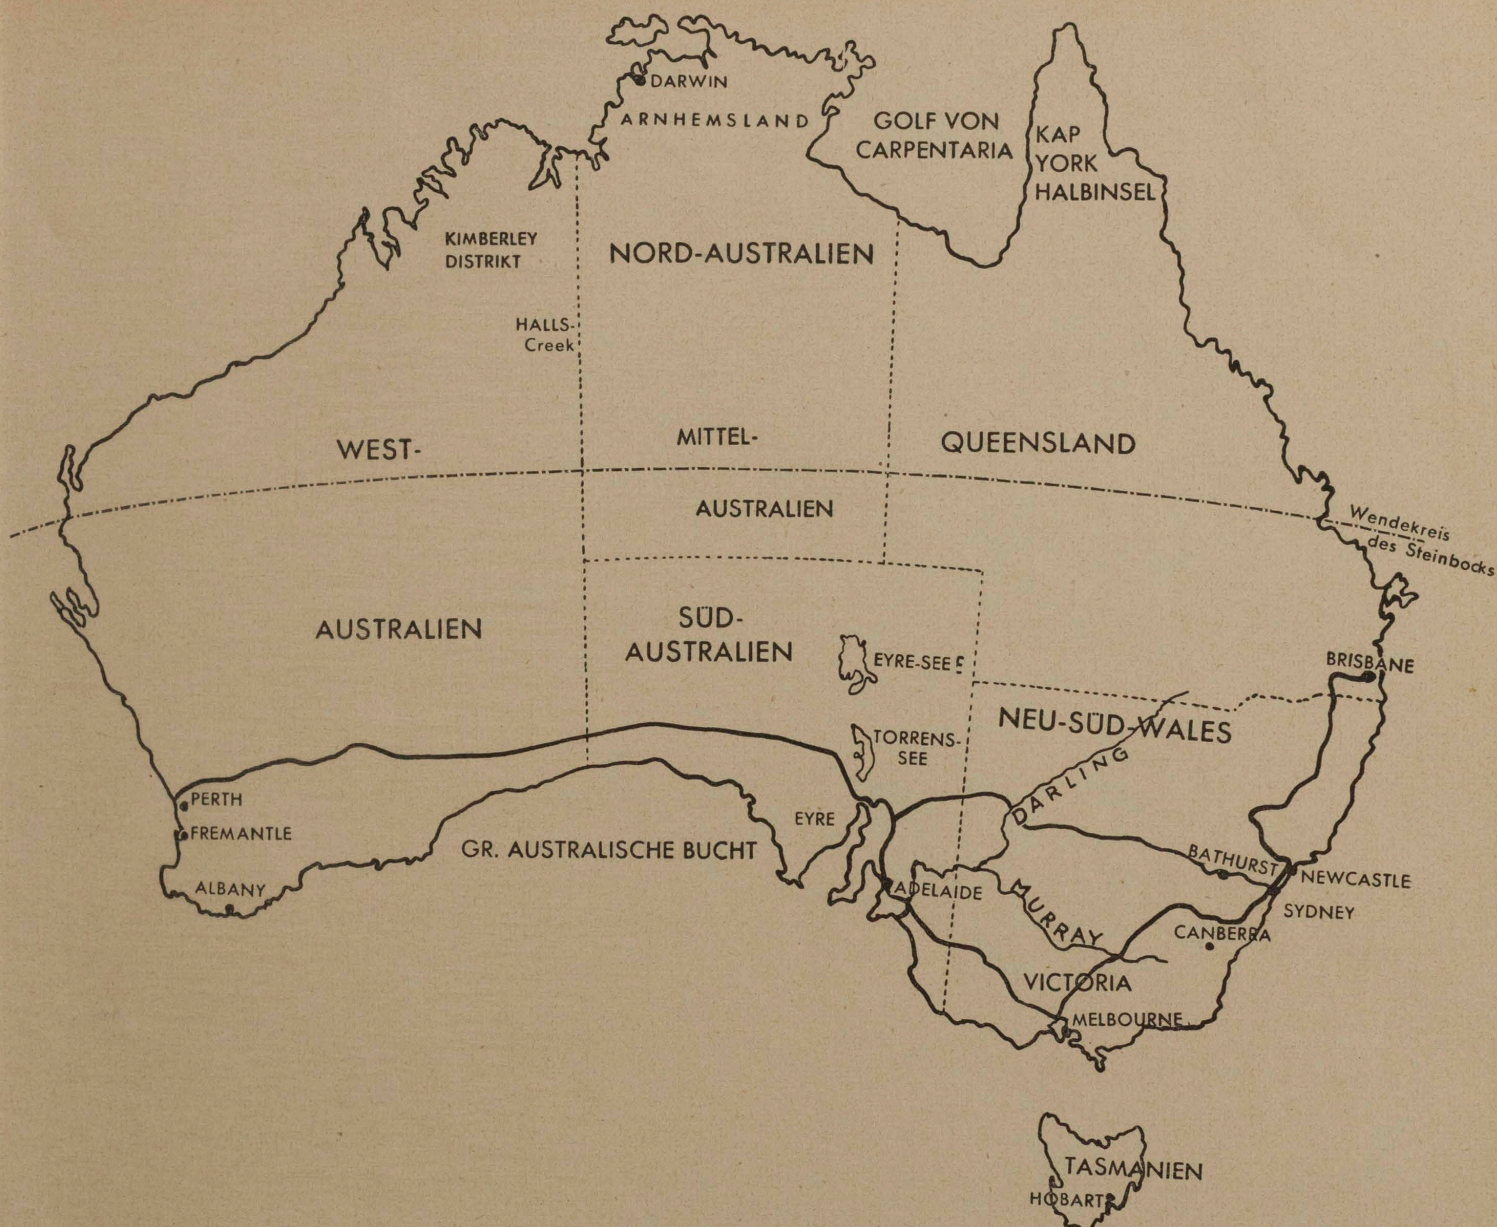 DARWIN
ARNHEMSLAND
GOLF VON
CARPENTARIA
KAP
YORK
HALBINSEL
KIMBERLEY
DISTRIKT
NORD-AUSTRALIEN
HALLS-
Creek
WEST-
MITTEL-
QUEENSLAND
AUSTRALIEN
Wendekreis
des Steinbocks
AUSTRALIEN
SÜD-
AUSTRALIEN
EYRE-SEE
BRISBANE
NEU-SÜD-WALES
TORRENS-
SEE
DARLING
PERTH
FREMANTLE
EYRE
GR. AUSTRALISCHE BUCHT
BATHURST
NEWCASTLE
ALBANY
ADELAIDE
MURRAY
SYDNEY
CANBERRA
VICTORIA
MELBOURNE
TASMANIEN
HOBART